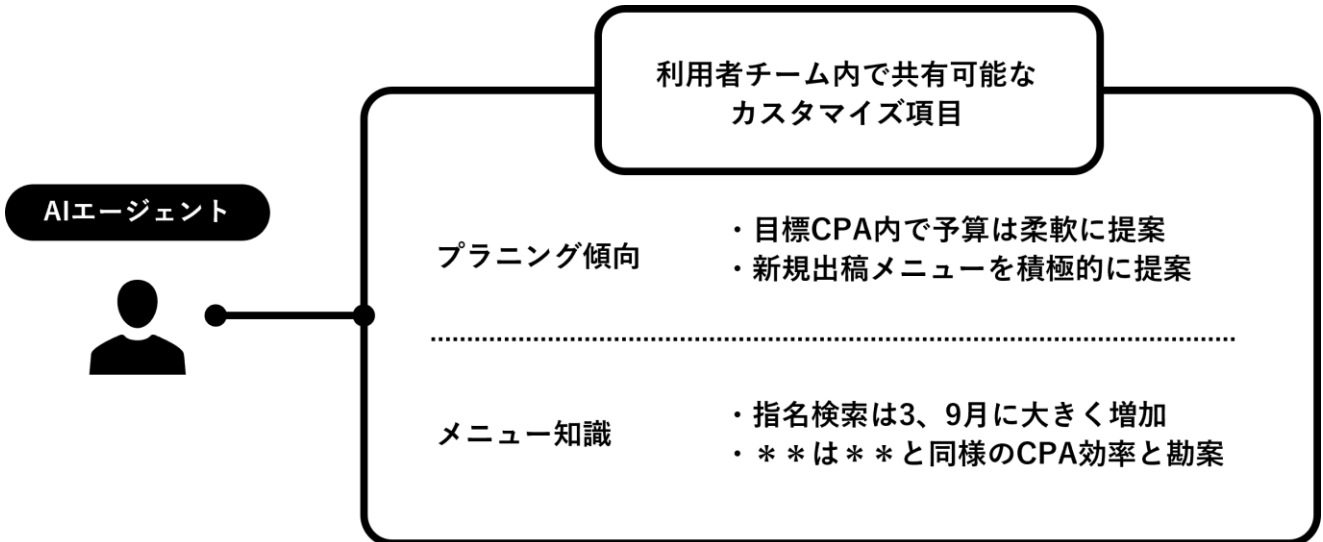 利用者チーム内で共有可能な
カスタマイズ項目
AIエージェント
プラニング傾向
・目標CPA内で予算は柔軟に提案
・新規出稿メニューを積極的に提案
メニュー知識
・指名検索は3、9月に大きく増加
・＊＊は＊＊と同様のCPA効率と勘案